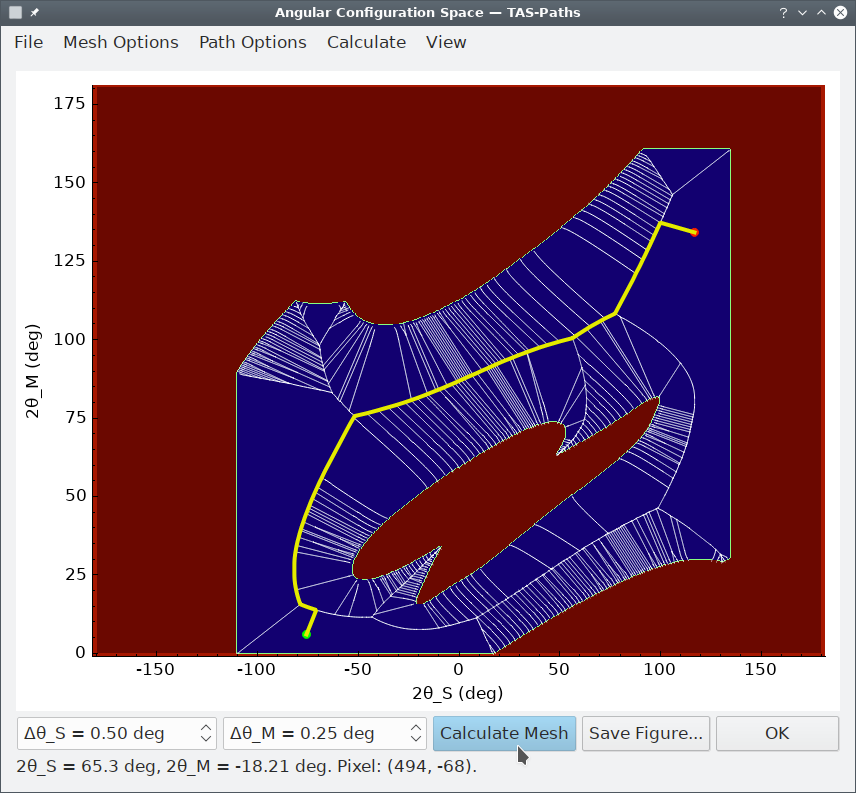 Angular Configuration Space — TAS-Paths
File Mesh Options Path Options Calculate View
175
150
125
100
75
50
25
0
2θ_M (deg)
-150 -100 -50 0 50 100 150
2θ_S (deg)
Δθ_S = 0.50 deg Δθ_M = 0.25 deg Calculate Mesh Save Figure... OK
2θ_S = 65.3 deg, 2θ_M = -18.21 deg. Pixel: (494, -68).